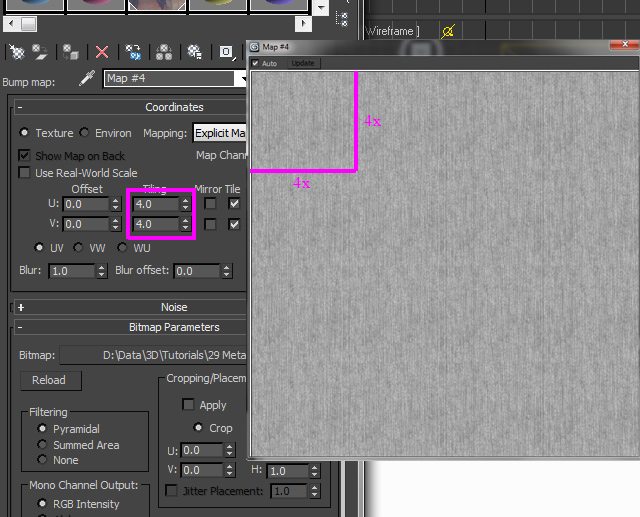 Wireframe ]
Map #4
Auto Update
Bump map: Map #4
- Coordinates
Texture Environ Mapping: Explicit Ma
Show Map on Back Map Chann
Use Real-World Scale
Offset Tiling Mirror Tile
U: 0.0 4.0
V: 0.0 4.0
UV VW WU
Blur: 1.0 Blur offset: 0.0
+ Noise
- Bitmap Parameters
Bitmap: D:\Data\3D\Tutorials\29 Meta
Reload
Cropping/Placeme
Apply
Crop
U: 0.0
V: 0.0 H: 1.0
Jitter Placement: 1.0
Filtering
Pyramidal
Summed Area
None
Mono Channel Output:
RGB Intensity
4x
4x